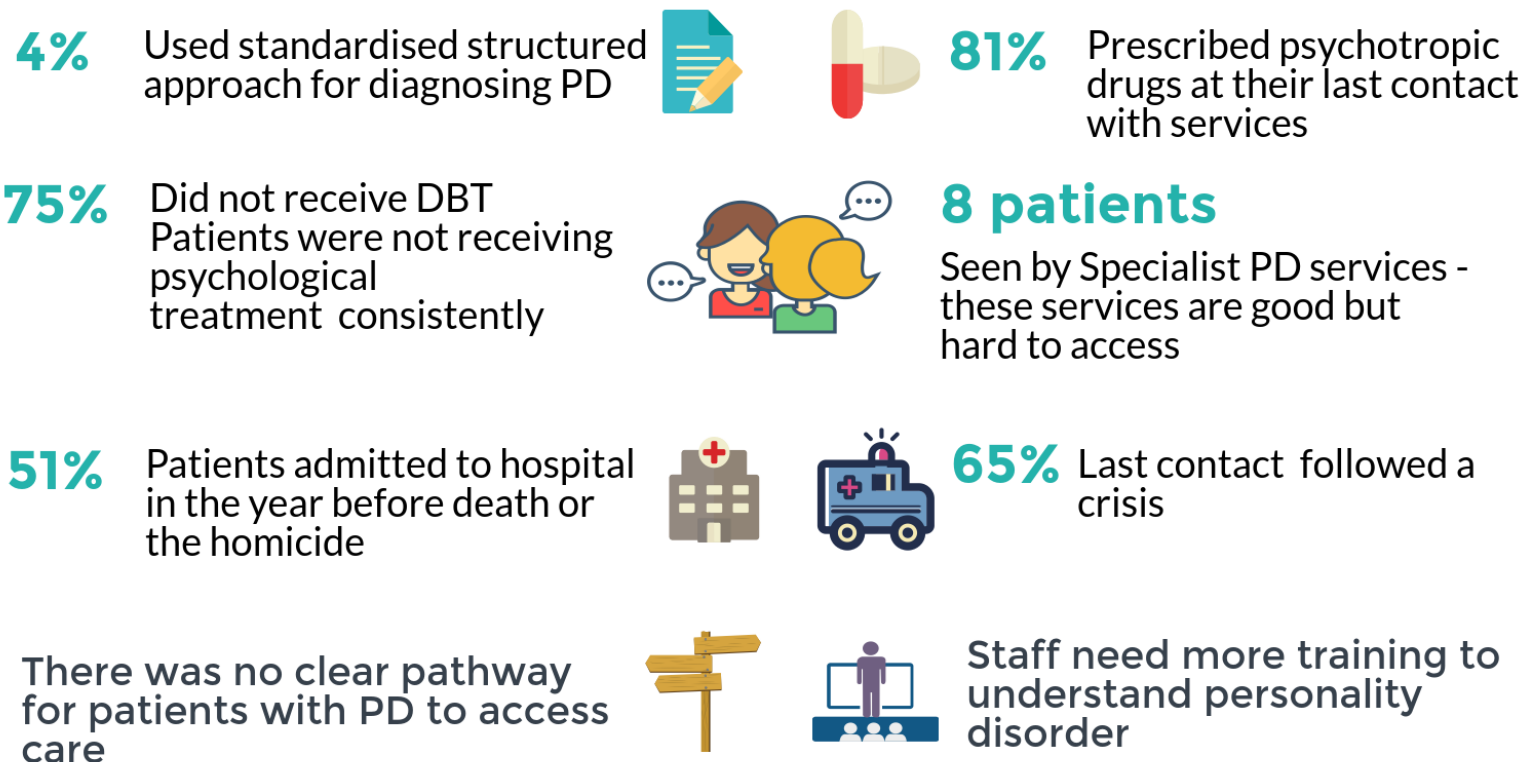 4%
Used standardised structured
approach for diagnosing PD
81%
Prescribed psychotropic
drugs at their last contact
with services
75%
Did not receive DBT
Patients were not receiving
psychological
treatment consistently
8 patients
Seen by Specialist PD services -
these services are good but
hard to access
51%
Patients admitted to hospital
in the year before death or
the homicide
65%
Last contact followed a
crisis
There was no clear pathway
for patients with PD to access
care
Staff need more training to
understand personality
disorder